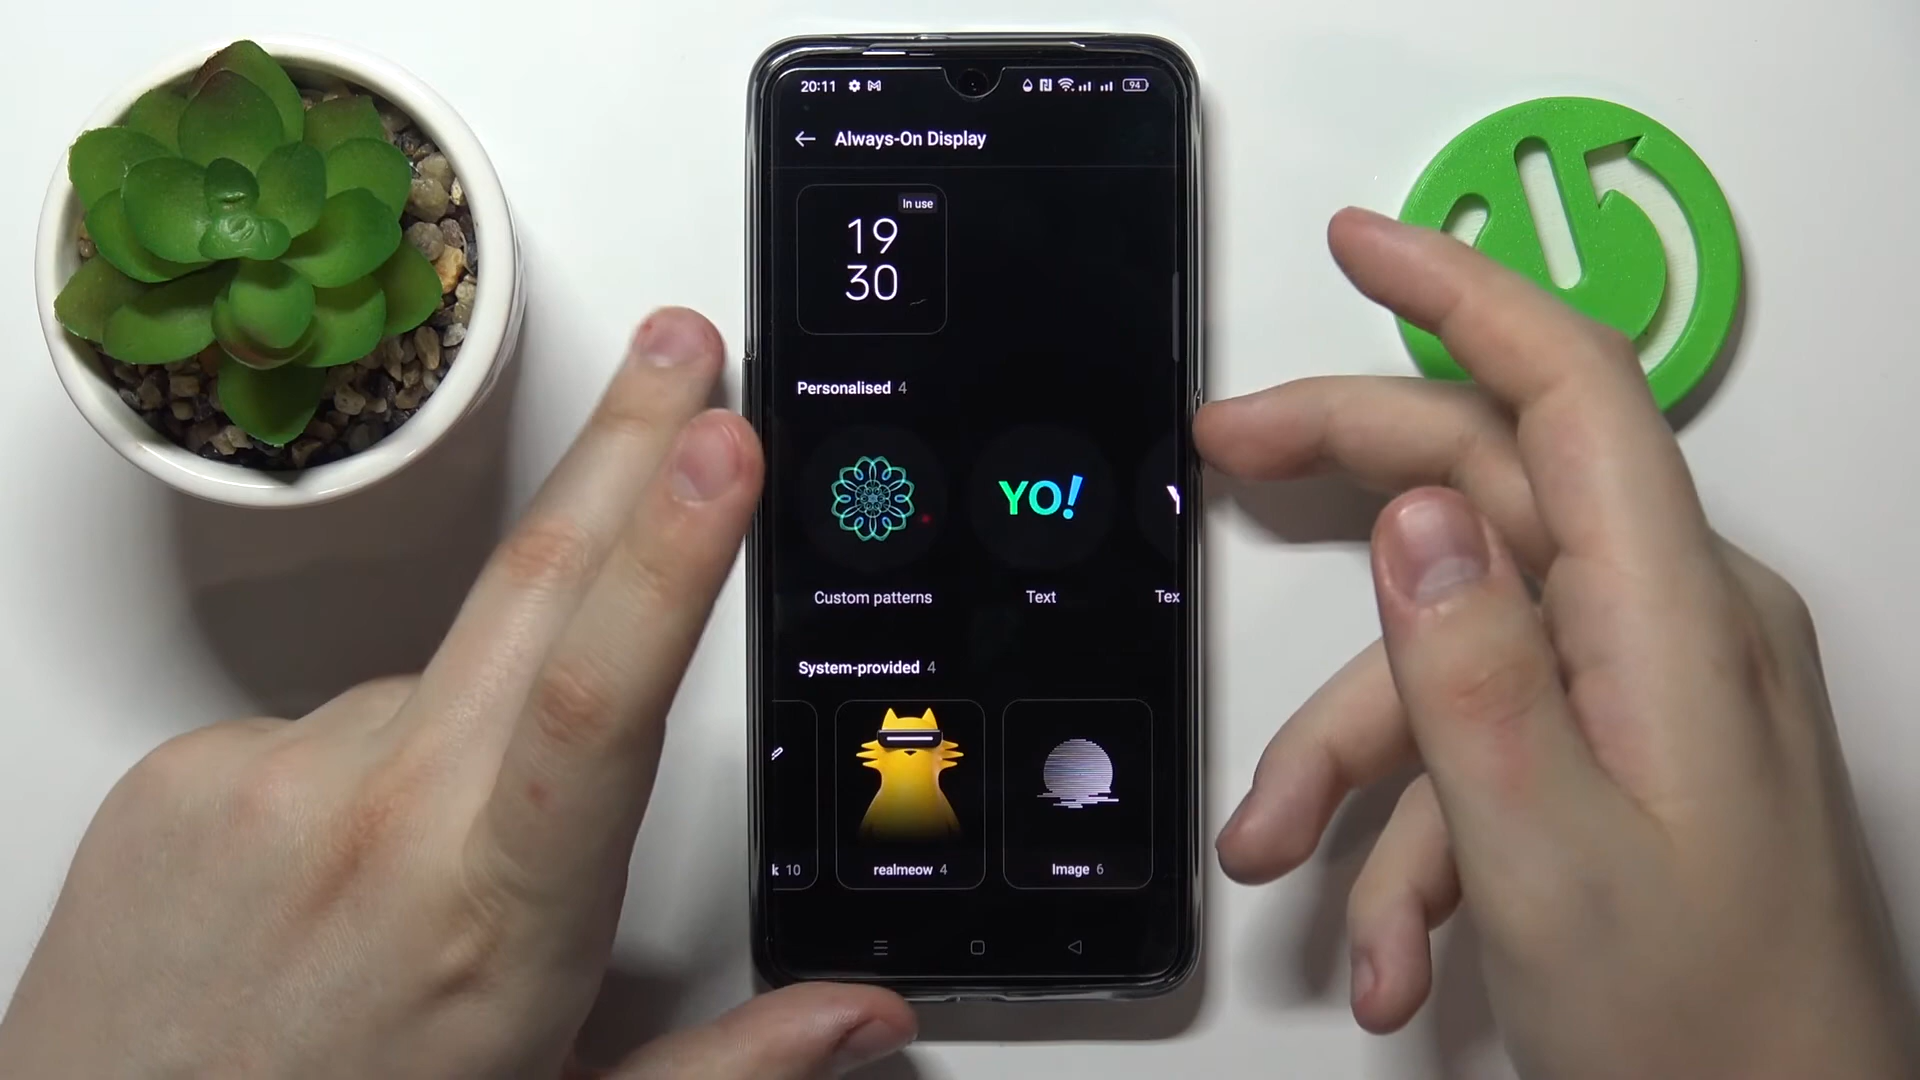 20:11 94
Always-On Display
In use
19
30
Personalised 4
YO!
Custom patterns Text Tex
System-provided 4
k 10 realmeow 4 Image 6